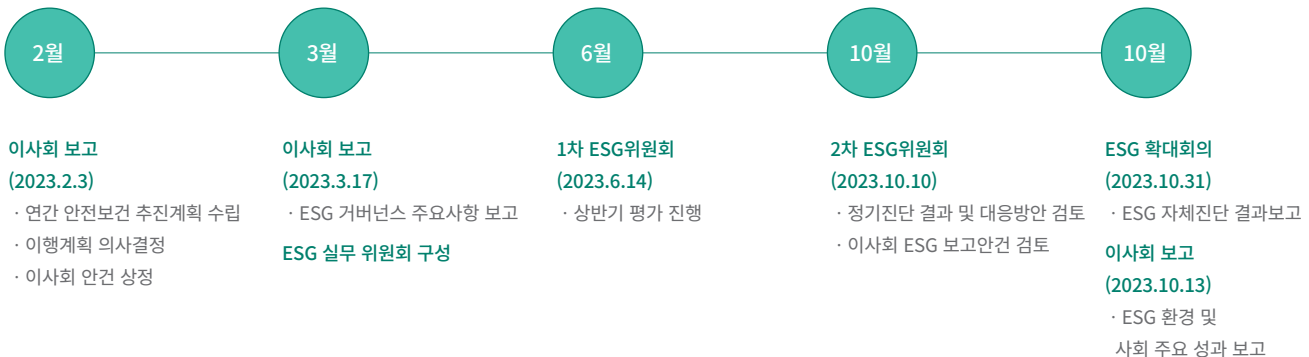 2월
3월
6월
10월
10월
이사회 보고
(2023.2.3)
· 연간 안전보건 추진계획 수립
· 이행계획 의사결정
· 이사회 안건 상정
이사회 보고
(2023.3.17)
· ESG 거버넌스 주요사항 보고
ESG 실무 위원회 구성
1차 ESG위원회
(2023.6.14)
· 상반기 평가 진행
2차 ESG위원회
(2023.10.10)
· 정기진단 결과 및 대응방안 검토
· 이사회 ESG 보고안건 검토
ESG 확대회의
(2023.10.31)
· ESG 자체진단 결과보고
이사회 보고
(2023.10.13)
· ESG 환경 및
사회 주요 성과 보고